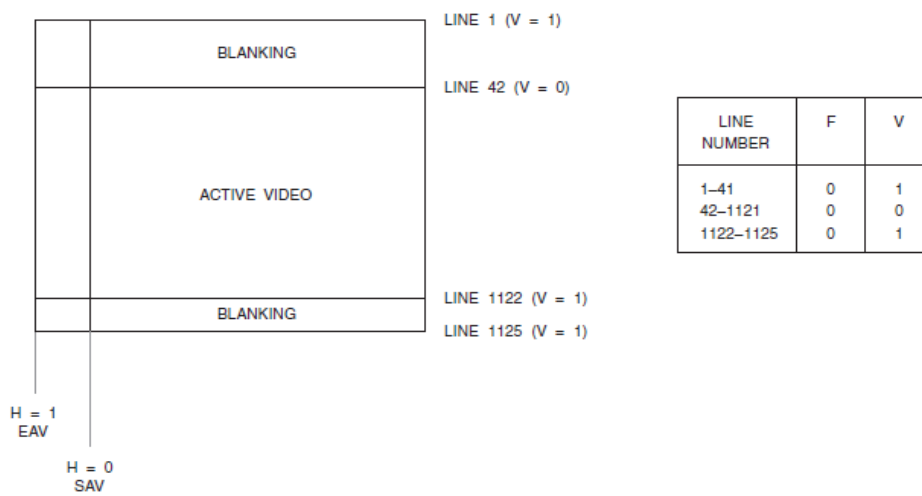 LINE 1 (V = 1)
BLANKING
LINE 42 (V = 0)
ACTIVE VIDEO
LINE 1122 (V = 1)
BLANKING
LINE 1125 (V = 1)
H = 1
EAV
H = 0
SAV
LINE NUMBER F V
1–41 0 1
42–1121 0 0
1122–1125 0 1